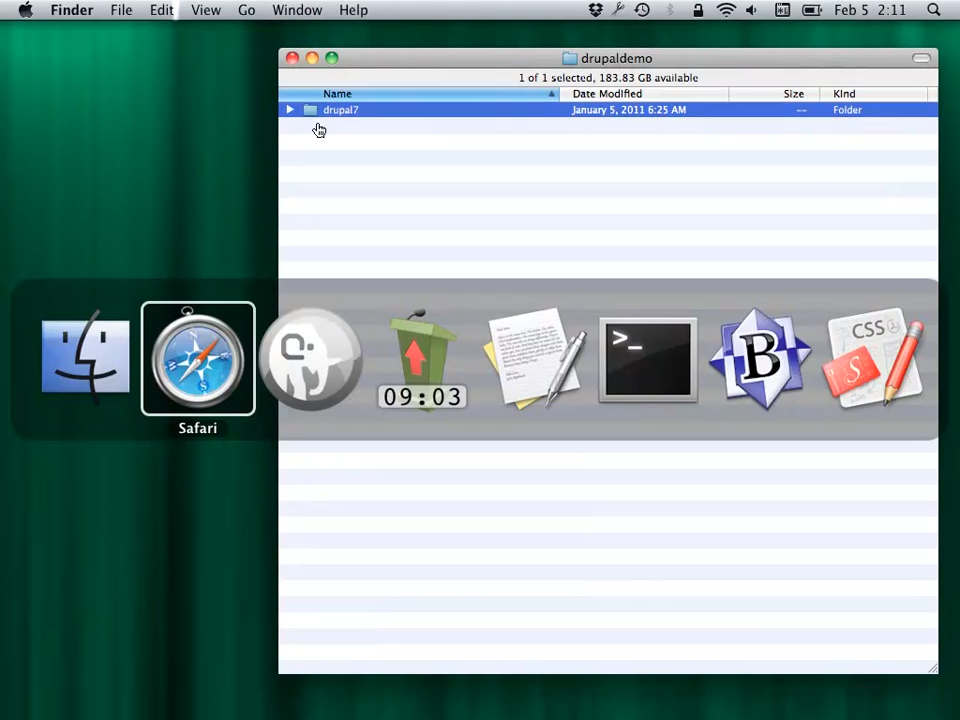 Finder File Edit View Go Window Help Feb 5 2:11
drupaldemo
1 of 1 selected, 183.83 GB available
Name Date Modified Size Kind
drupal7 January 5, 2011 6:25 AM -- Folder
>_
B
CSS
S
09:03
Safari